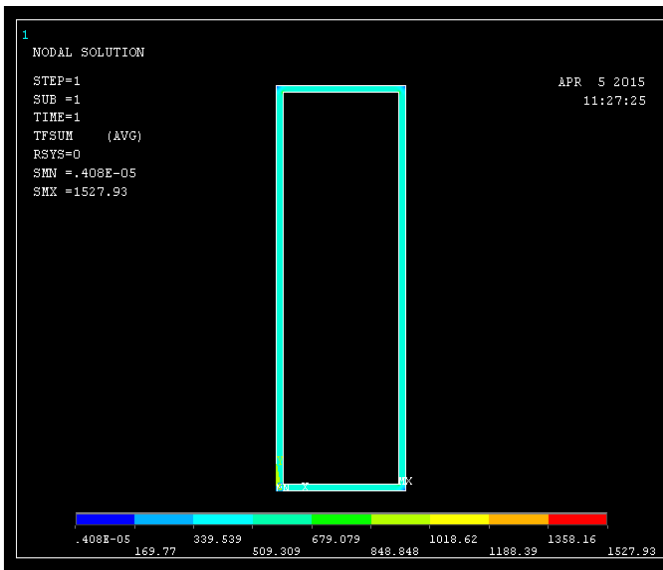 1
NODAL SOLUTION
STEP=1
SUB =1
TIME=1
TFSUM (AVG)
RSYS=0
SMN =.408E-05
SMX =1527.93
APR 5 2015
11:27:25
MX
X
.408E-05
169.77
339.539
509.309
679.079
848.848
1018.62
1188.39
1358.16
1527.93